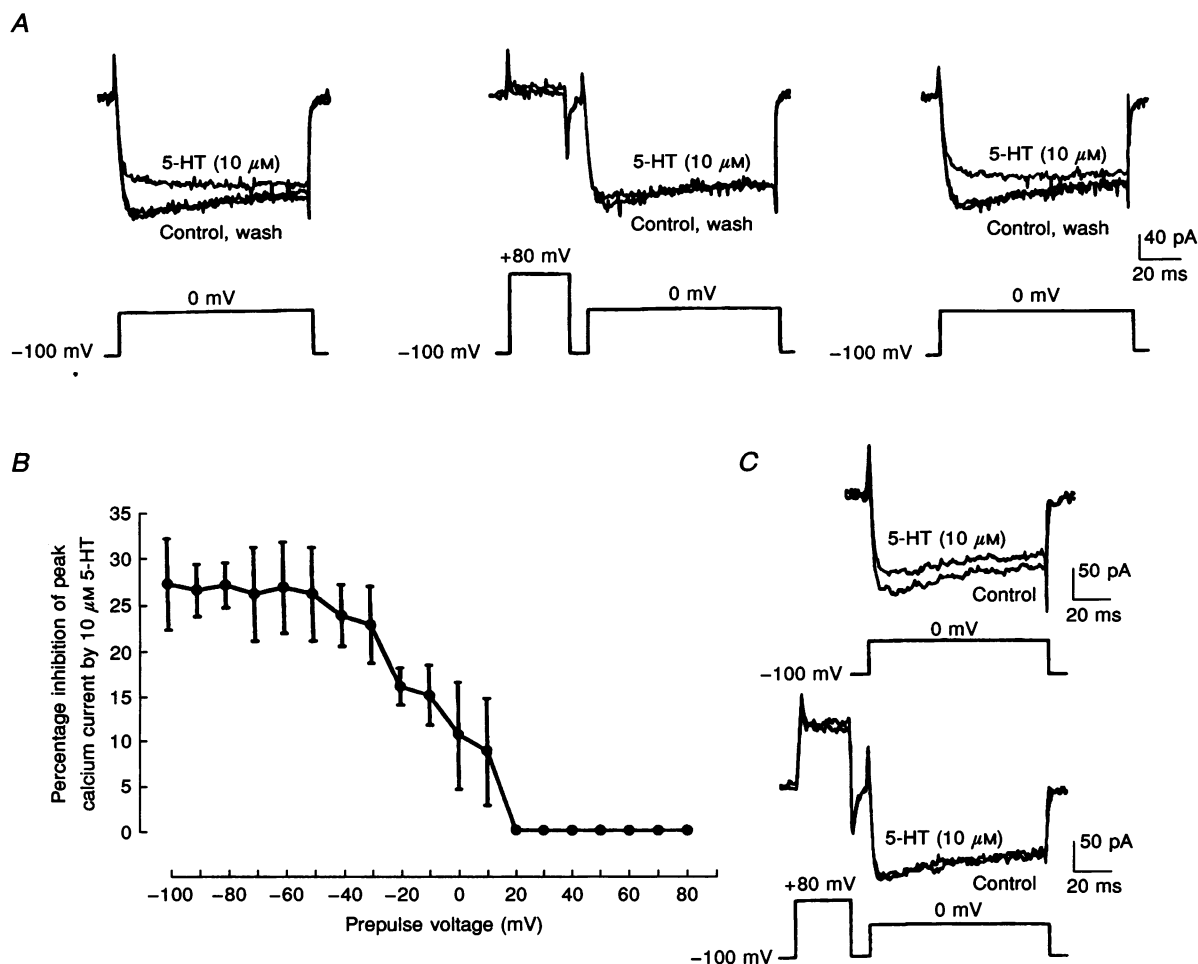 A
5-HT (10 μM)
Control, wash
0 mV
−100 mV
5-HT (10 μM)
Control, wash
+80 mV
0 mV
−100 mV
5-HT (10 μM)
Control, wash
40 pA
20 ms
0 mV
−100 mV
B
Percentage inhibition of peak
calcium current by 10 μM 5-HT
35
30
25
20
15
10
5
0
−100 −80 −60 −40 −20 0 20 40 60 80
Prepulse voltage (mV)
C
5-HT (10 μM)
Control
50 pA
20 ms
0 mV
−100 mV
5-HT (10 μM)
Control
50 pA
20 ms
+80 mV
0 mV
−100 mV